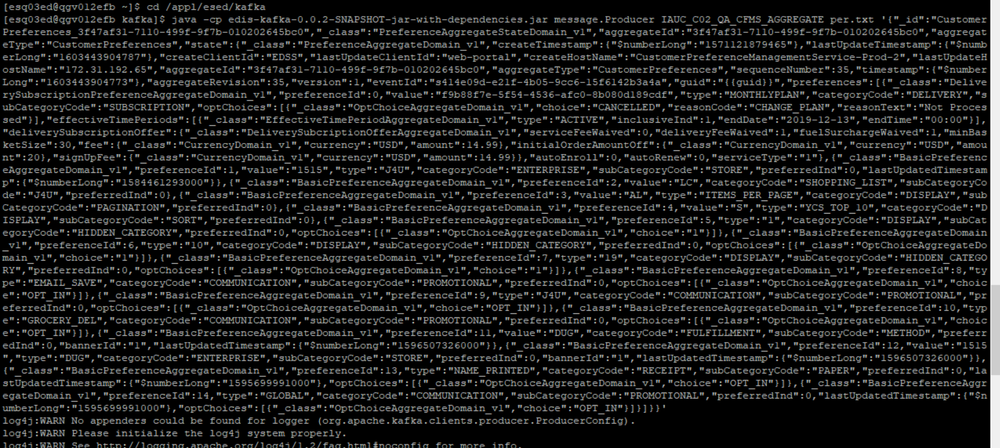 [esq03ed@qgv012efb ~]$ cd /appl/esed/kafka
[esq03ed@qgv012efb kafka]$ java -cp edis-kafka-0.0.2-SNAPSHOT-jar-with-dependencies.jar message.Producer IAUC_C02_QA_CFMS_AGGREGATE per.txt '{"_id":"Customer
Preferences_3f47af31-7110-499f-9f7b-010202645bc0","_class":"PreferenceAggregateStateDomain_v1","aggregateId":"3f47af31-7110-499f-9f7b-010202645bc0","aggregat
eType":"CustomerPreferences","state":{"_class":"PreferenceAggregateDomain_v1","createTimestamp":{"$numberLong":"1571121879465"},"lastUpdateTimestamp":{"$numb
erLong":"1603443904787"},"createClientId":"EDSS","lastUpdateClientId":"web-portal","createHostName":"CustomerPreferenceManagementService-Prod-2","lastUpdateH
ostName":"172.31.192.65","aggregateId":"3f47af31-7110-499f-9f7b-010202645bc0","aggregateType":"CustomerPreferences","sequenceNumber":35,"timestamp":{"$number
Long":"1603443904773"},"aggregateRevision":35,"version":1,"eventId":"s414e09d-e21f-4b05-9cc6-15f6142b3a4a","guid":"{{guid}}","preferences":[{"_class":"Delive
rySubscriptionPreferenceAggregateDomain_v1","preferenceId":0,"value":"f9b88f7e-5f54-4536-afc0-8b080d189cdf","type":"MONTHLYPLAN","categoryCode":"DELIVERY","s
ubCategoryCode":"SUBSCRIPTION","optChoices":[{"_class":"OptChoiceAggregateDomain_v1","choice":"CANCELLED","reasonCode":"CHANGE_PLAN","reasonText":"Not Proces
sed"}],"effectiveTimePeriods":[{"_class":"EffectiveTimePeriodAggregateDomain_v1","type":"ACTIVE","inclusiveInd":1,"endDate":"2019-12-13","endTime":"00:00"}],
"deliverySubscriptionOffer":{"_class":"DeliverySubcriptionOfferAggregateDomain_v1","serviceFeeWaived":0,"deliveryFeeWaived":1,"fuelSurchargeWaived":1,"minBas
ketSize":30,"fee":{"_class":"CurrencyDomain_v1","currency":"USD","amount":14.99},"initialOrderAmountOff":{"_class":"CurrencyDomain_v1","currency":"USD","amou
nt":20},"signUpFee":{"_class":"CurrencyDomain_v1","currency":"USD","amount":14.99}},"autoEnroll":0,"autoRenew":0,"serviceType":"1"},{"_class":"BasicPreferenc
eAggregateDomain_v1","preferenceId":1,"value":"1515","type":"J4U","categoryCode":"ENTERPRISE","subCategoryCode":"STORE","preferredInd":0,"lastUpdatedTimestam
p":{"$numberLong":"1584461293000"}},{"_class":"BasicPreferenceAggregateDomain_v1","preferenceId":2,"value":"LC","categoryCode":"SHOPPING_LIST","subCategoryCo
de":"J4U","preferredInd":0},{"_class":"BasicPreferenceAggregateDomain_v1","preferenceId":3,"value":"AL","type":"ITEMS_PER_PAGE","categoryCode":"DISPLAY","sub
CategoryCode":"PAGINATION","preferredInd":0},{"_class":"BasicPreferenceAggregateDomain_v1","preferenceId":4,"value":"S","type":"YCS_TOP_10","categoryCode":"D
ISPLAY","subCategoryCode":"SORT","preferredInd":0},{"_class":"BasicPreferenceAggregateDomain_v1","preferenceId":5,"type":"1","categoryCode":"DISPLAY","subCat
egoryCode":"HIDDEN_CATEGORY","preferredInd":0,"optChoices":[{"_class":"OptChoiceAggregateDomain_v1","choice":"1"}]},{"_class":"BasicPreferenceAggregateDomain
_v1","preferenceId":6,"type":"10","categoryCode":"DISPLAY","subCategoryCode":"HIDDEN_CATEGORY","preferredInd":0,"optChoices":[{"_class":"OptChoiceAggregateDo
main_v1","choice":"1"}]},{"_class":"BasicPreferenceAggregateDomain_v1","preferenceId":7,"type":"19","categoryCode":"DISPLAY","subCategoryCode":"HIDDEN_CATEGO
RY","preferredInd":0,"optChoices":[{"_class":"OptChoiceAggregateDomain_v1","choice":"1"}]},{"_class":"BasicPreferenceAggregateDomain_v1","preferenceId":8,"ty
pe":"EMAIL_SAVE","categoryCode":"COMMUNICATION","subCategoryCode":"PROMOTIONAL","preferredInd":0,"optChoices":[{"_class":"OptChoiceAggregateDomain_v1","choic
e":"OPT_IN"}]},{"_class":"BasicPreferenceAggregateDomain_v1","preferenceId":9,"type":"J4U","categoryCode":"COMMUNICATION","subCategoryCode":"PROMOTIONAL","pr
eferredInd":0,"optChoices":[{"_class":"OptChoiceAggregateDomain_v1","choice":"OPT_IN"}]},{"_class":"BasicPreferenceAggregateDomain_v1","preferenceId":10,"typ
e":"GROCERY_DEL","categoryCode":"COMMUNICATION","subCategoryCode":"PROMOTIONAL","preferredInd":0,"optChoices":[{"_class":"OptChoiceAggregateDomain_v1","choic
e":"OPT_IN"}]},{"_class":"BasicPreferenceAggregateDomain_v1","preferenceId":11,"value":"DUG","categoryCode":"FULFILLMENT","subCategoryCode":"METHOD","preferr
edInd":0,"bannerId":"1","lastUpdatedTimestamp":{"$numberLong":"1596507326000"}},{"_class":"BasicPreferenceAggregateDomain_v1","preferenceId":12,"value":"1515
","type":"DUG","categoryCode":"ENTERPRISE","subCategoryCode":"STORE","preferredInd":0,"bannerId":"1","lastUpdatedTimestamp":{"$numberLong":"1596507326000"}},
{"_class":"BasicPreferenceAggregateDomain_v1","preferenceId":13,"type":"NAME_PRINTED","categoryCode":"RECEIPT","subCategoryCode":"PAPER","preferredInd":0,"la
stUpdatedTimestamp":{"$numberLong":"1595699991000"},"optChoices":[{"_class":"OptChoiceAggregateDomain_v1","choice":"OPT_IN"}]},{"_class":"BasicPreferenceAggr
egateDomain_v1","preferenceId":14,"type":"GLOBAL","categoryCode":"COMMUNICATION","subCategoryCode":"PROMOTIONAL","preferredInd":0,"lastUpdatedTimestamp":{"$n
umberLong":"1595699991000"},"optChoices":[{"_class":"OptChoiceAggregateDomain_v1","choice":"OPT_IN"}]}]}}'
log4j:WARN No appenders could be found for logger (org.apache.kafka.clients.producer.ProducerConfig).
log4j:WARN Please initialize the log4j system properly.
log4j:WARN See http://logging.apache.org/log4j/1.2/faq.html#noconfig for more info.